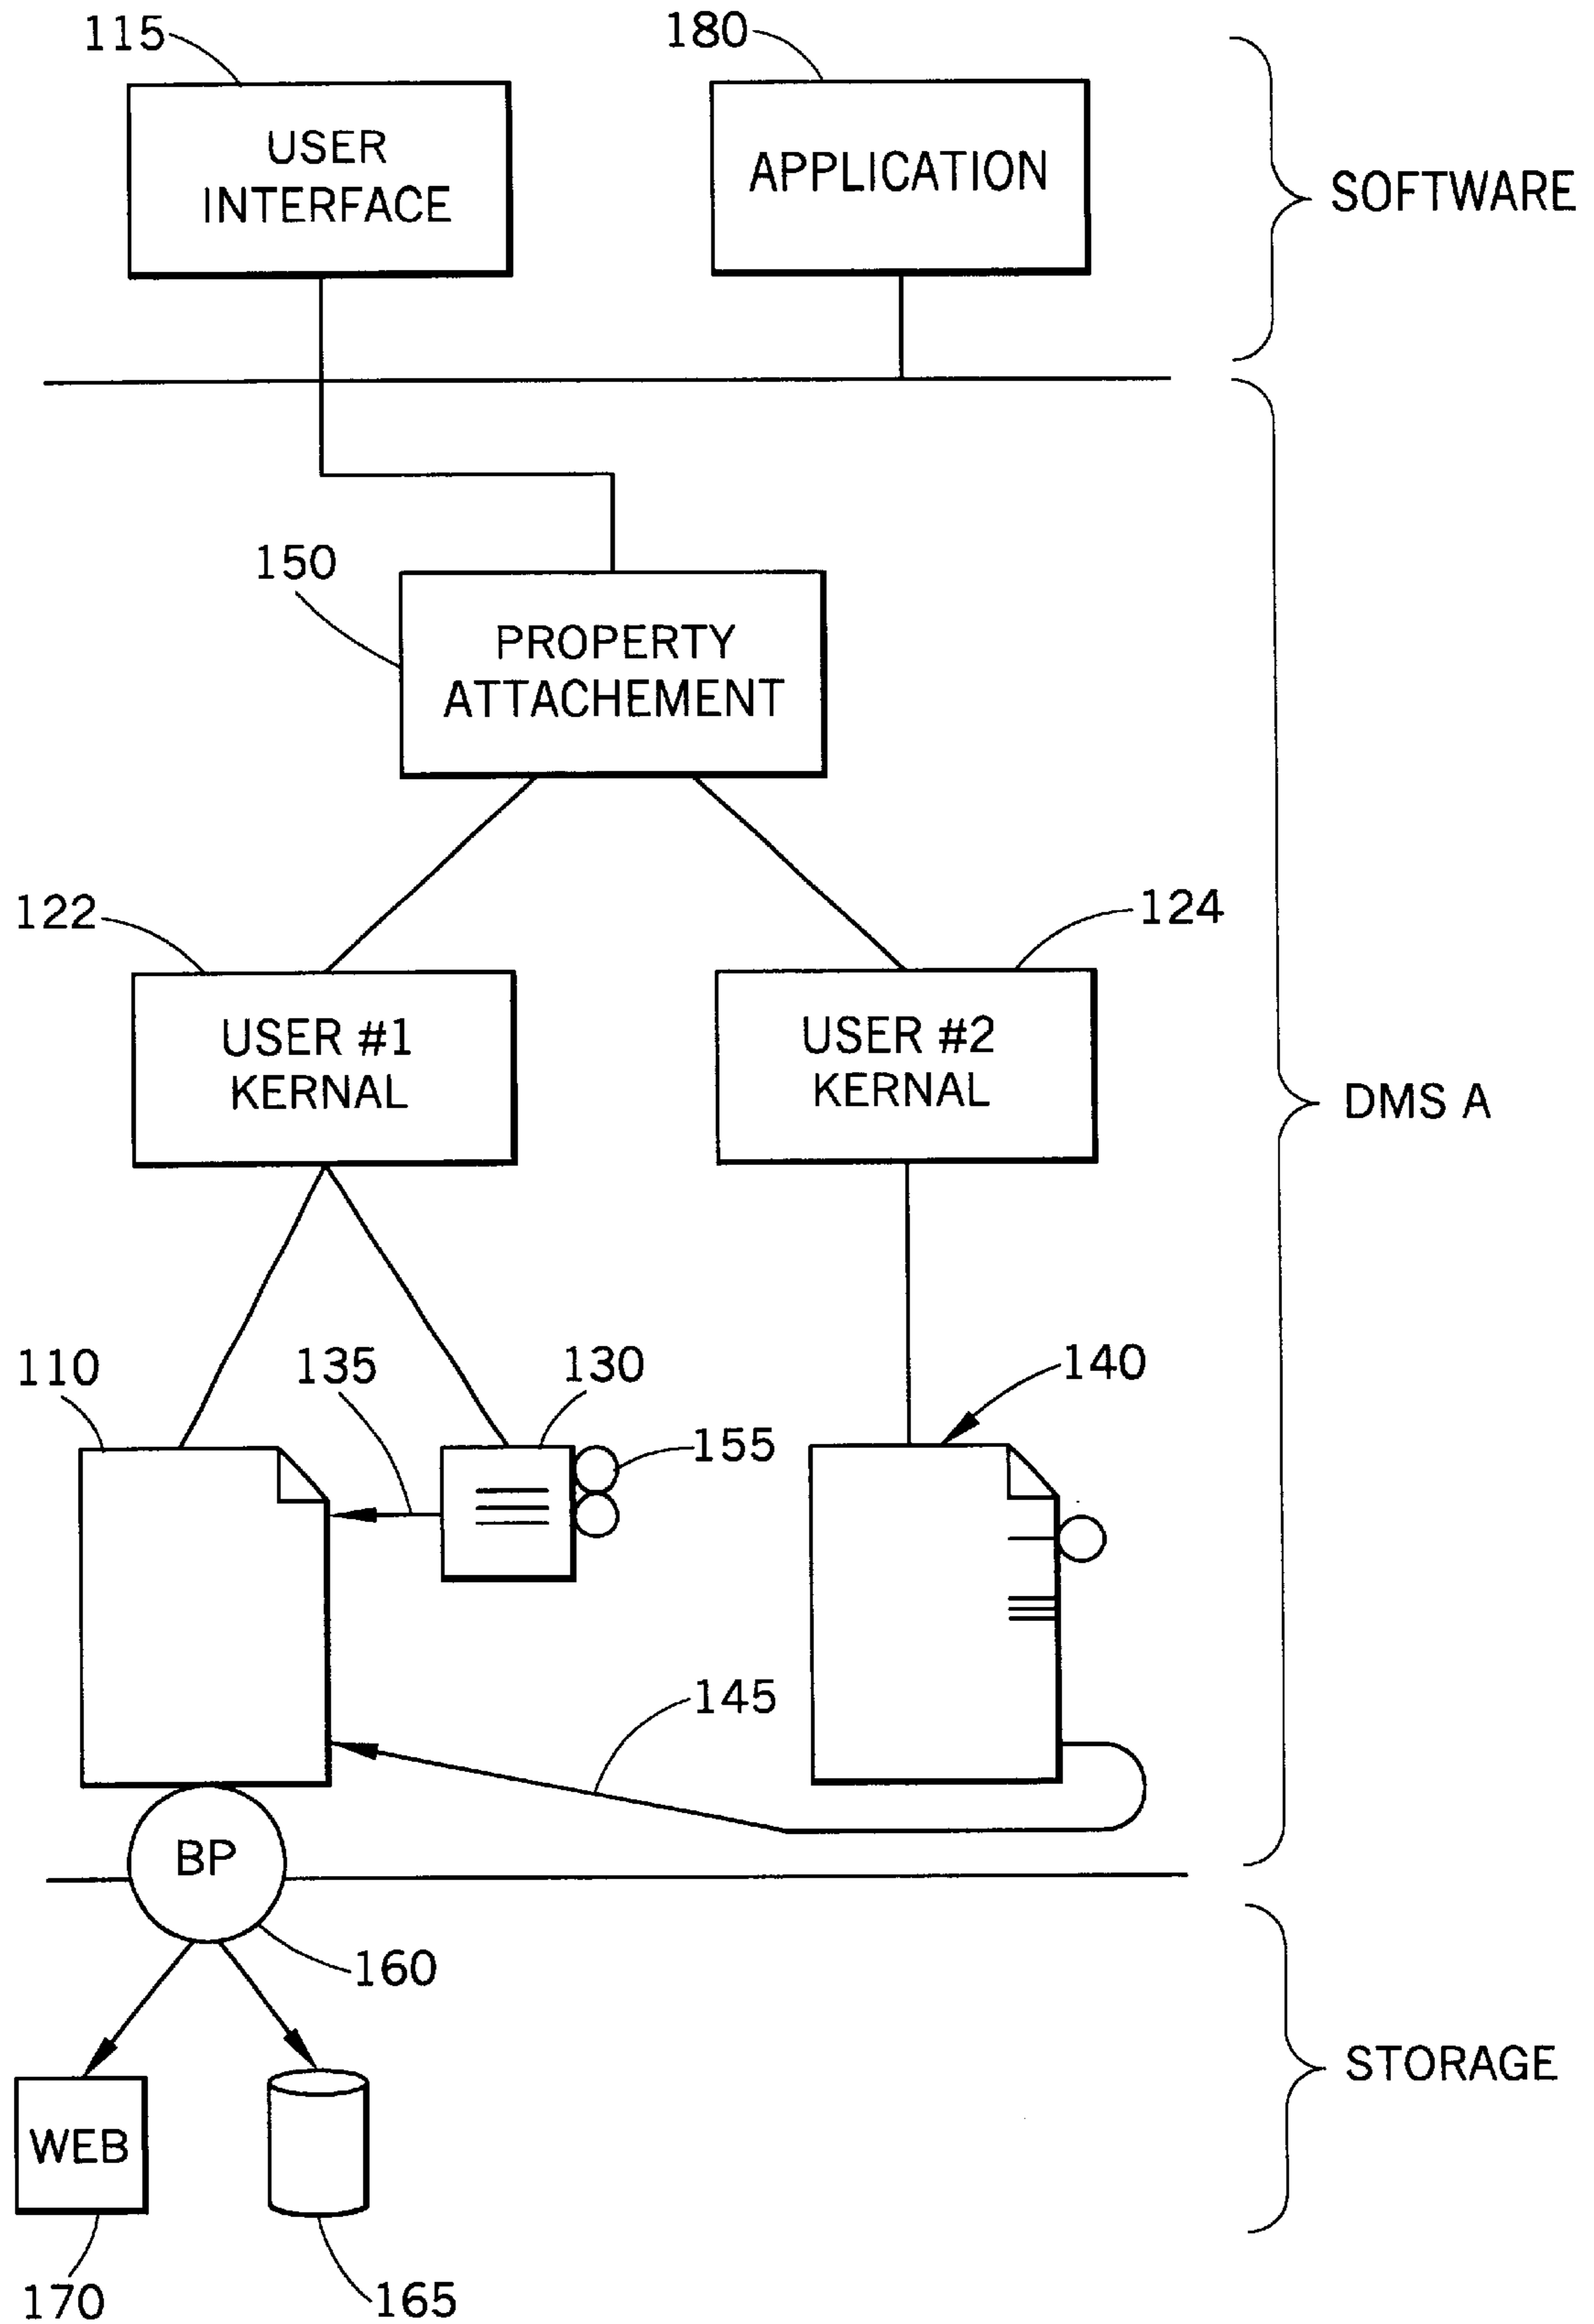 115
180
USER
INTERFACE
APPLICATION
SOFTWARE
150
PROPERTY
ATTACHEMENT
122
124
USER #1
KERNAL
USER #2
KERNAL
DMS A
110
135
130
155
140
145
BP
160
STORAGE
WEB
170
165